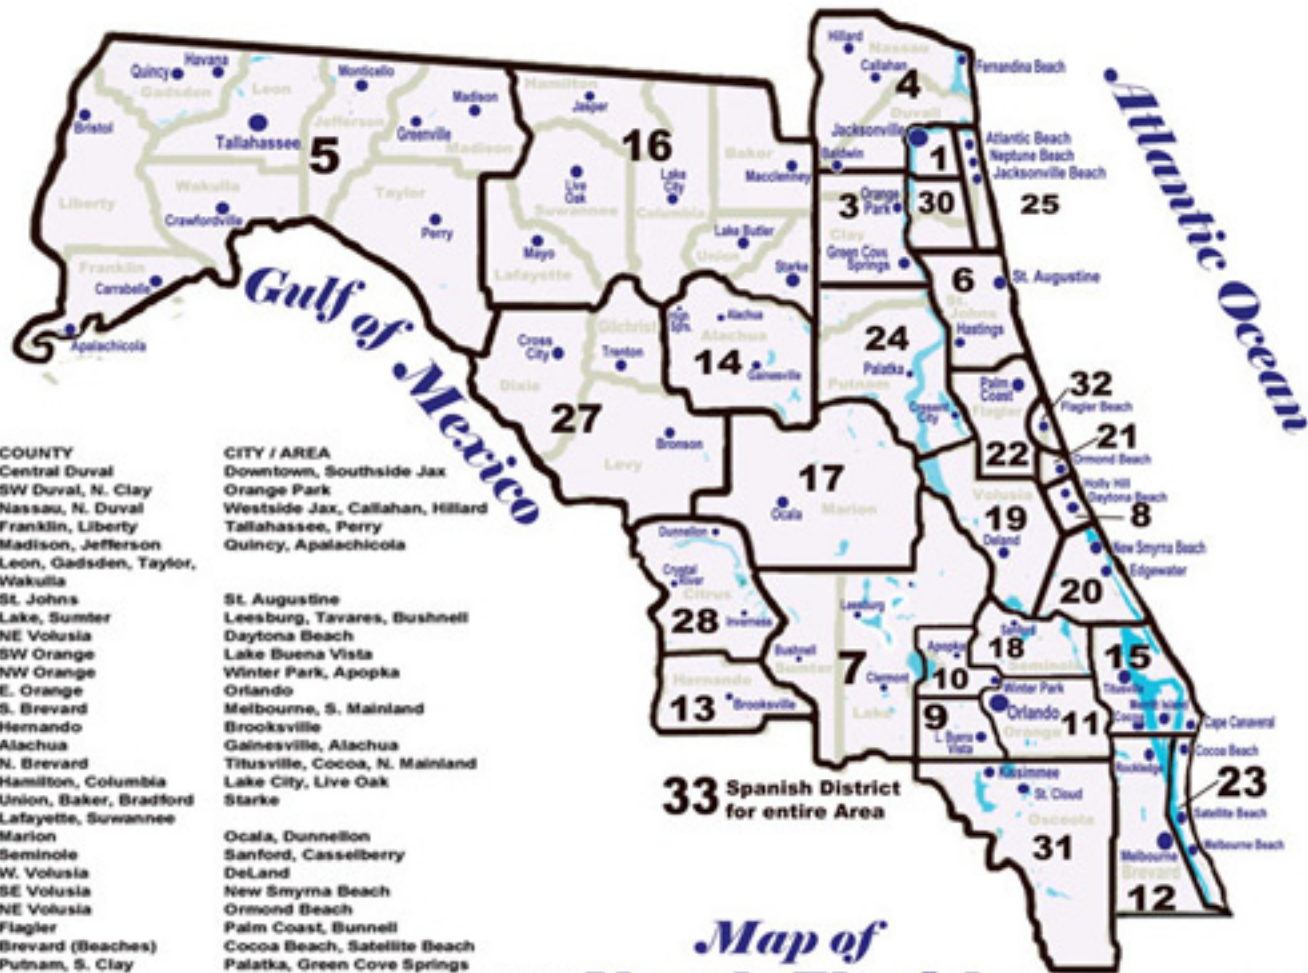 Hillard
Nassau
Callahan
Fernandina Beach
4
Duval
Quincy
Havana
Gadsden
Leon
Monticello
Madison
Hamilton
Jasper
Bristol
Tallahassee
Jefferson
Greenville
Madison
5
16
Baker
Macclenny
Jacksonville
Baldwin
1
Atlantic Beach
Neptune Beach
Jacksonville Beach
Atlantic Ocean
Liberty
Wakulla
Crawfordville
Taylor
Perry
Live Oak
Suwannee
Lake City
Columbia
3
Orange Park
30
25
Clay
Green Cove Springs
Mayo
Lafayette
Lake Butler
Union
Starke
6
St. Augustine
St. Johns
Hastings
Franklin
Carrabelle
Apalachicola
Gulf of Mexico
Cross City
Dixie
Gilchrist
Trenton
High Sprs.
Alachua
Alachua
14
Gainesville
24
Palatka
Putnam
Cresent City
Palm Coast
Flagler
32
Flagler Beach
27
Bronson
Levy
17
Ocala
Marion
22
21
Ormond Beach
Holly Hill
Daytona Beach
8
Volusia
19
Deland
New Smyrna Beach
Edgewater
20
Dunnellon
Crystal River
Citrus
28
Inverness
Leesburg
Bushnell
Sumter
7
Clermont
Lake
Hernando
13
Brooksville
Apopka
10
Sanford
18
Seminole
Winter Park
9
Orlando
11
Orange
L. Buena Vista
15
Titusville
Merritt Island
Cocoa
Cape Canaveral
Cocoa Beach
Rockledge
23
Satellite Beach
Melbourne Beach
Melbourne
Brevard
12
Kissimmee
St. Cloud
Osceola
31
33 Spanish District
for entire Area
COUNTY CITY / AREA
Central Duval Downtown, Southside Jax
SW Duval, N. Clay Orange Park
Nassau, N. Duval Westside Jax, Callahan, Hillard
Franklin, Liberty Tallahassee, Perry
Madison, Jefferson Quincy, Apalachicola
Leon, Gadsden, Taylor,
Wakulla
St. Johns St. Augustine
Lake, Sumter Leesburg, Tavares, Bushnell
NE Volusia Daytona Beach
SW Orange Lake Buena Vista
NW Orange Winter Park, Apopka
E. Orange Orlando
S. Brevard Melbourne, S. Mainland
Hernando Brooksville
Alachua Gainesville, Alachua
N. Brevard Titusville, Cocoa, N. Mainland
Hamilton, Columbia Lake City, Live Oak
Union, Baker, Bradford Starke
Lafayette, Suwannee
Marion Ocala, Dunnellon
Seminole Sanford, Casselberry
W. Volusia DeLand
SE Volusia New Smyrna Beach
NE Volusia Ormond Beach
Flagler Palm Coast, Bunnell
Brevard (Beaches) Cocoa Beach, Satellite Beach
Putnam, S. Clay Palatka, Green Cove Springs
Map of